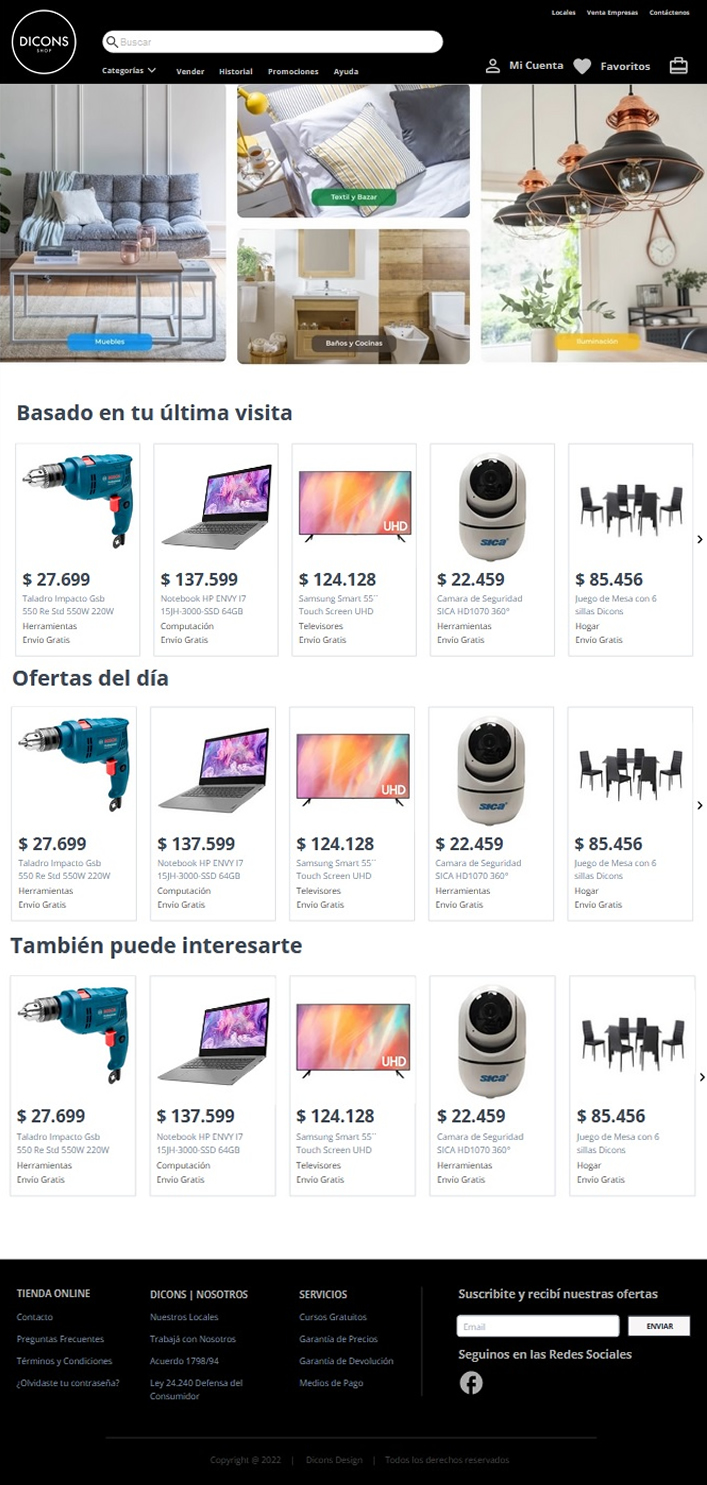 Locales Venta Empresas Contáctenos
DICONS
SHOP
Buscar
Categorías Vender Historial Promociones Ayuda
Mi Cuenta Favoritos
Textil y Bazar
Muebles
Baños y Cocinas
Iluminación
Basado en tu última visita
UHD
SICA
$ 27.699
Taladro Impacto Gsb
550 Re Std 550W 220W
Herramientas
Envío Gratis
$ 137.599
Notebook HP ENVY I7
15JH-3000-SSD 64GB
Computación
Envío Gratis
$ 124.128
Samsung Smart 55´´
Touch Screen UHD
Televisores
Envío Gratis
$ 22.459
Camara de Seguridad
SICA HD1070 360°
Herramientas
Envío Gratis
$ 85.456
Juego de Mesa con 6
sillas Dicons
Hogar
Envío Gratis
Ofertas del día
UHD
SICA
$ 27.699
Taladro Impacto Gsb
550 Re Std 550W 220W
Herramientas
Envío Gratis
$ 137.599
Notebook HP ENVY I7
15JH-3000-SSD 64GB
Computación
Envío Gratis
$ 124.128
Samsung Smart 55´´
Touch Screen UHD
Televisores
Envío Gratis
$ 22.459
Camara de Seguridad
SICA HD1070 360°
Herramientas
Envío Gratis
$ 85.456
Juego de Mesa con 6
sillas Dicons
Hogar
Envío Gratis
También puede interesarte
UHD
SICA
$ 27.699
Taladro Impacto Gsb
550 Re Std 550W 220W
Herramientas
Envío Gratis
$ 137.599
Notebook HP ENVY I7
15JH-3000-SSD 64GB
Computación
Envío Gratis
$ 124.128
Samsung Smart 55´´
Touch Screen UHD
Televisores
Envío Gratis
$ 22.459
Camara de Seguridad
SICA HD1070 360°
Herramientas
Envío Gratis
$ 85.456
Juego de Mesa con 6
sillas Dicons
Hogar
Envío Gratis
TIENDA ONLINE
Contacto
Preguntas Frecuentes
Términos y Condiciones
¿Olvidaste tu contraseña?
DICONS | NOSOTROS
Nuestros Locales
Trabajá con Nosotros
Acuerdo 1798/94
Ley 24.240 Defensa del
Consumidor
SERVICIOS
Cursos Gratuitos
Garantía de Precios
Garantía de Devolución
Medios de Pago
Suscribite y recibí nuestras ofertas
Email ENVIAR
Seguinos en las Redes Sociales
Copyright @ 2022 | Dicons Design | Todos los derechos reservados